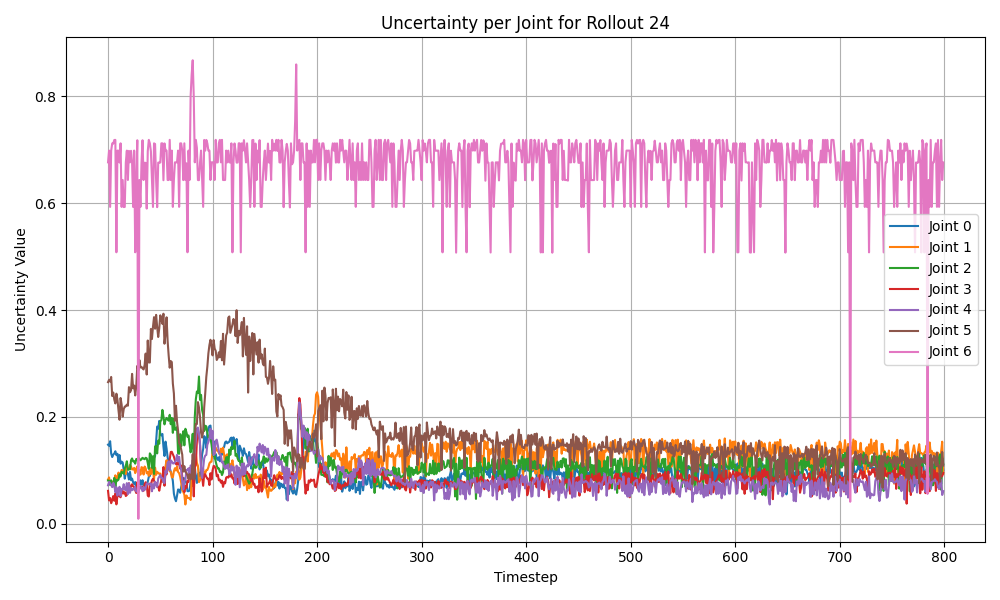 Uncertainty per Joint for Rollout 24
Uncertainty Value
0.8
0.6
0.4
0.2
0.0
Joint 0
Joint 1
Joint 2
Joint 3
Joint 4
Joint 5
Joint 6
0 100 200 300 400 500 600 700 800
Timestep